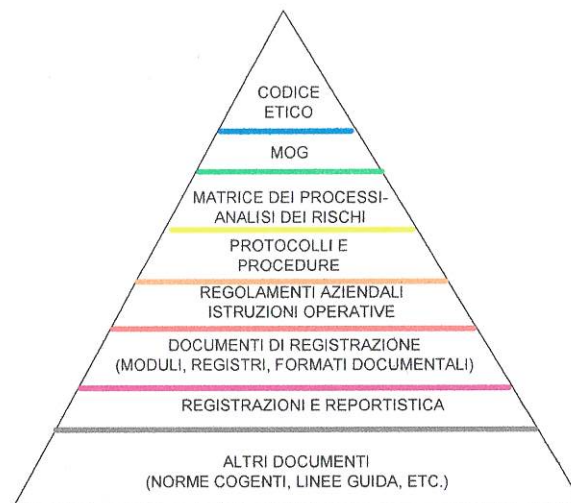 CODICE
ETICO
MOG
MATRICE DEI PROCESSI-
ANALISI DEI RISCHI
PROTOCOLLI E
PROCEDURE
REGOLAMENTI AZIENDALI
ISTRUZIONI OPERATIVE
DOCUMENTI DI REGISTRAZIONE
(MODULI, REGISTRI, FORMATI DOCUMENTALI)
REGISTRAZIONI E REPORTISTICA
ALTRI DOCUMENTI
(NORME COGENTI, LINEE GUIDA, ETC.)